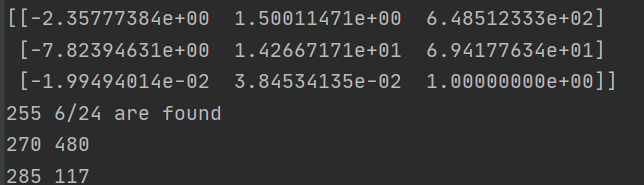 [[-2.35777384e+00  1.50011471e+00  6.48512333e+02]
 [-7.82394631e+00  1.42667171e+01  6.94177634e+01]
 [-1.99494014e-02  3.84534135e-02  1.00000000e+00]]
255 6/24 are found
270 480
285 117